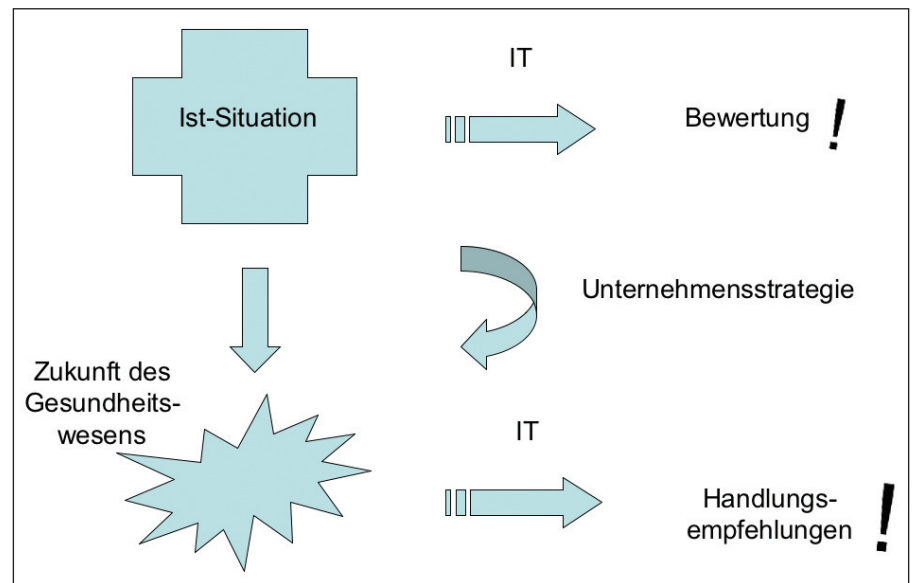 IT
Ist-Situation
Bewertung !
Unternehmensstrategie
Zukunft des
Gesundheits-
wesens
IT
Handlungs-
empfehlungen !